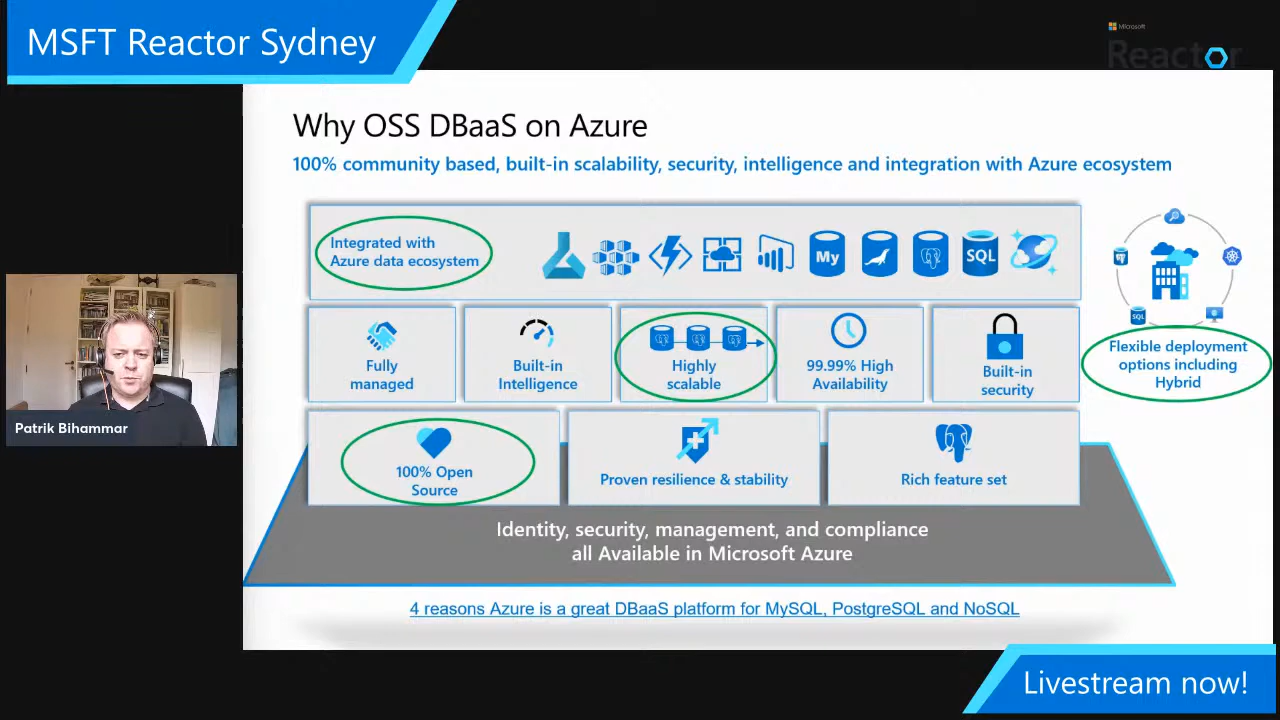 MSFT Reactor Sydney
Microsoft
Reactor
Why OSS DBaaS on Azure
100% community based, built-in scalability, security, intelligence and integration with Azure ecosystem
Integrated with
Azure data ecosystem
My
SQL
SQL
Fully
managed
Built-in
Intelligence
Highly
scalable
99.99% High
Availability
Built-in
security
Flexible deployment
options including
Hybrid
Patrik Bihammar
100% Open
Source
Proven resilience & stability
Rich feature set
Identity, security, management, and compliance
all Available in Microsoft Azure
4 reasons Azure is a great DBaaS platform for MySQL, PostgreSQL and NoSQL
Livestream now!